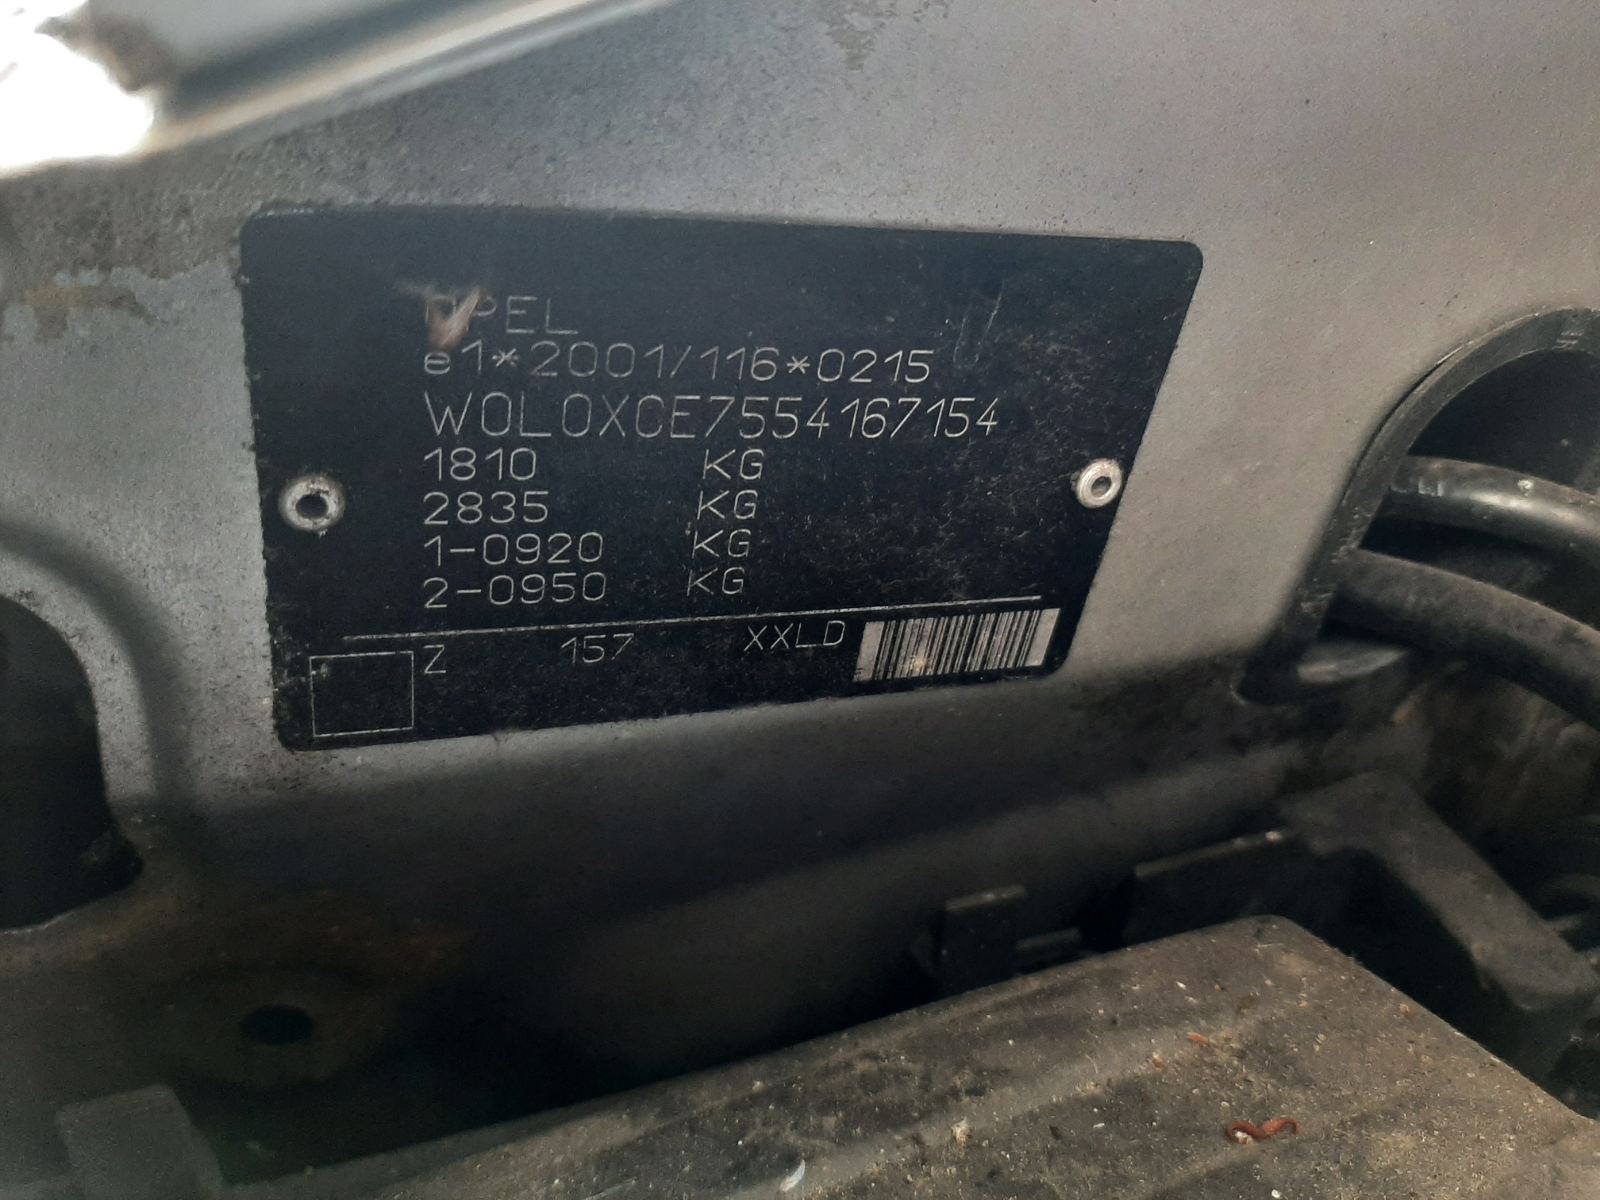 OPEL
e1*2001/116*0215
W0L0XCE7554167154
1810 KG
2835 KG
1-0920 KG
2-0950 KG
Z 157 XXLD